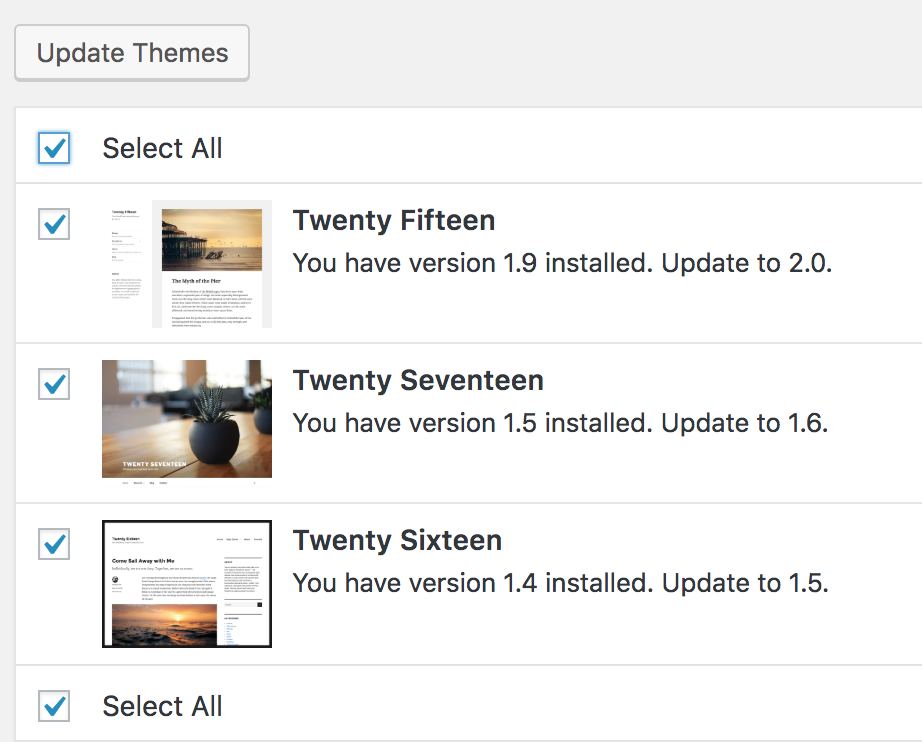 Update Themes
Select All
Twenty Fifteen
The Myth of the Pier
Twenty Fifteen
You have version 1.9 installed. Update to 2.0.
TWENTY SEVENTEEN
Twenty Seventeen
You have version 1.5 installed. Update to 1.6.
Twenty Sixteen
Come Sail Away with Me
Twenty Sixteen
You have version 1.4 installed. Update to 1.5.
Select All